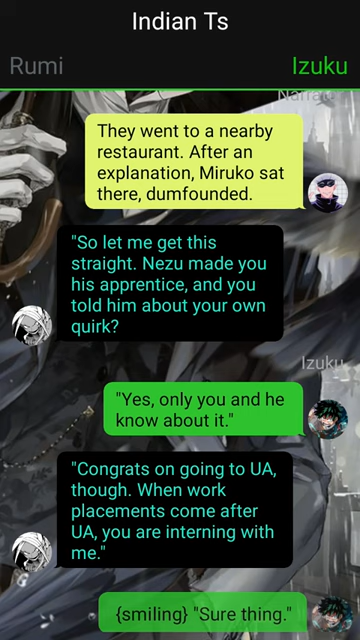 Indian Ts
Rumi
Izuku
Narrator
They went to a nearby
restaurant. After an
explanation, Miruko sat
there, dumfounded.
"So let me get this
straight. Nezu made you
his apprentice, and you
told him about your own
quirk?
Izuku
"Yes, only you and he
know about it."
"Congrats on going to UA,
though. When work
placements come after
UA, you are interning with
me."
{smiling} "Sure thing."